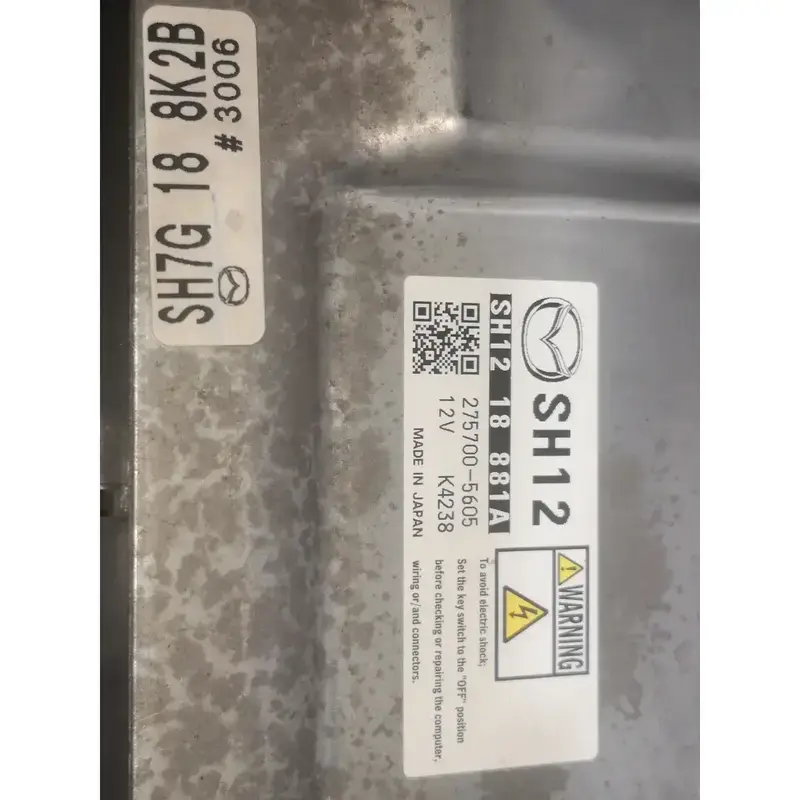 SH7G 18 8K2B
#3006
SH12
SH12 18 881A
275700-5605
12V K4238
MADE IN JAPAN
WARNING
To avoid electric shock;
Set the key switch to the "OFF" position
before checking or repairing the computer,
wiring or/and connectors.